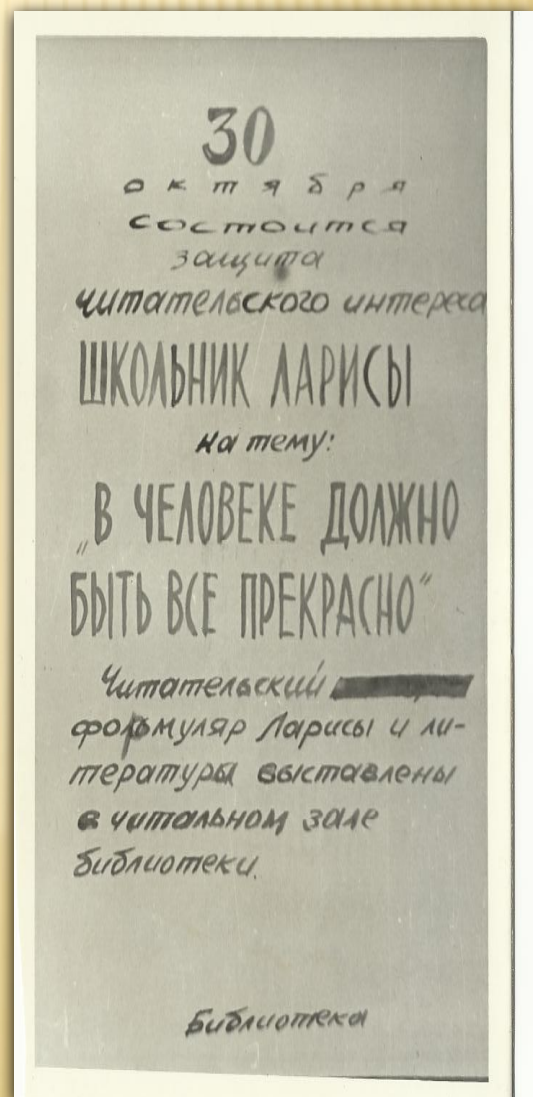 30
октября
состоится
защита
читательского интереса
ШКОЛЬНИК ЛАРИСЫ
на тему:
„В ЧЕЛОВЕКЕ ДОЛЖНО
БЫТЬ ВСЕ ПРЕКРАСНО“
Читательский
формуляр Ларисы и ли-
тература выставлены
в читальном зале
библиотеки.
Библиотека